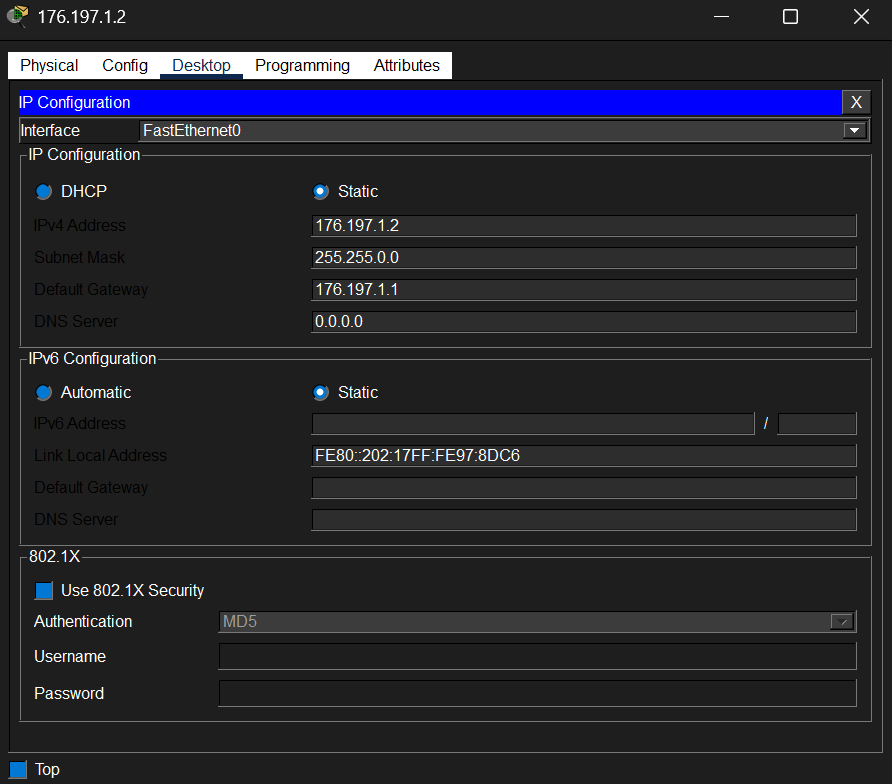 176.197.1.2
Physical Config Desktop Programming Attributes
IP Configuration X
Interface FastEthernet0
IP Configuration
DHCP Static
IPv4 Address 176.197.1.2
Subnet Mask 255.255.0.0
Default Gateway 176.197.1.1
DNS Server 0.0.0.0
IPv6 Configuration
Automatic Static
IPv6 Address /
Link Local Address FE80::202:17FF:FE97:8DC6
Default Gateway
DNS Server
802.1X
Use 802.1X Security
Authentication MD5
Username
Password
Top